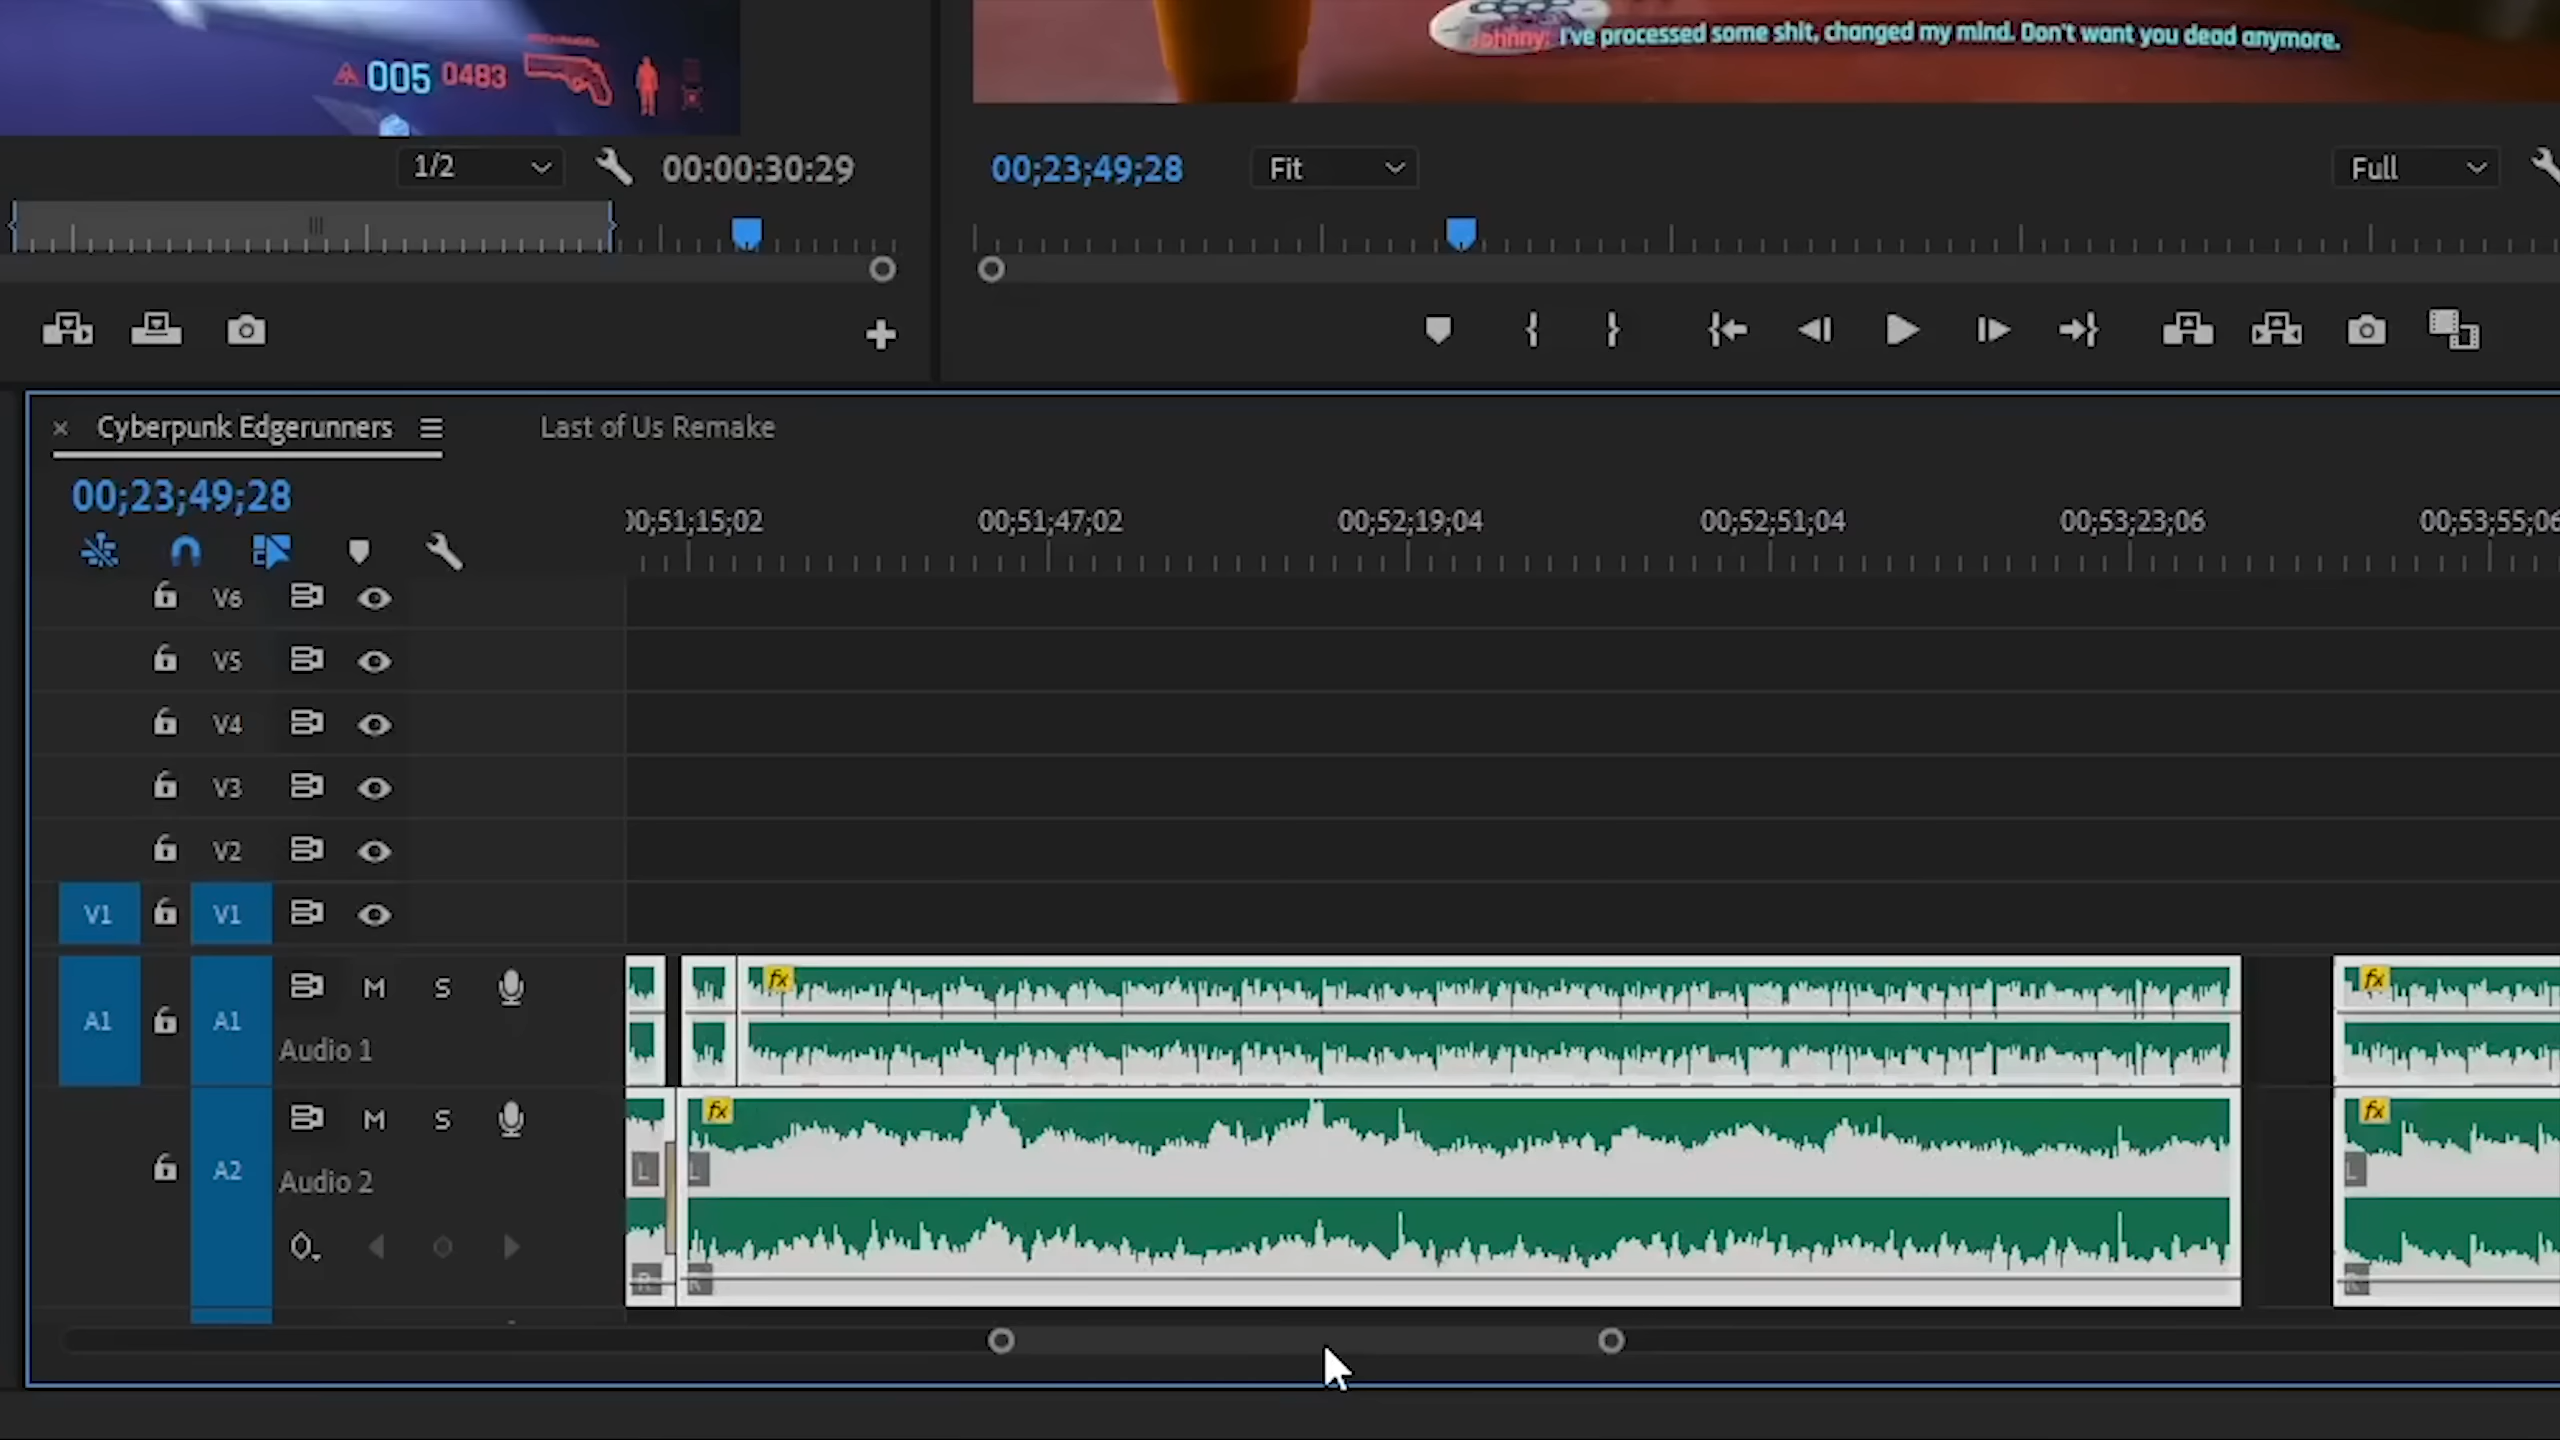 005 0483
Johnny: I've processed some shit, changed my mind. Don't want you dead anymore.
1/2
00:00:30:29
00;23;49;28
Fit
Full
× Cyberpunk Edgerunners
Last of Us Remake
00;23;49;28
00;51;15;02
00;51;47;02
00;52;19;04
00;52;51;04
00;53;23;06
00;53;55;06
V6
V5
V4
V3
V2
V1 V1
A1 A1 M S
Audio 1
fx fx
A2 M S
Audio 2
fx fx
L L L
R R R